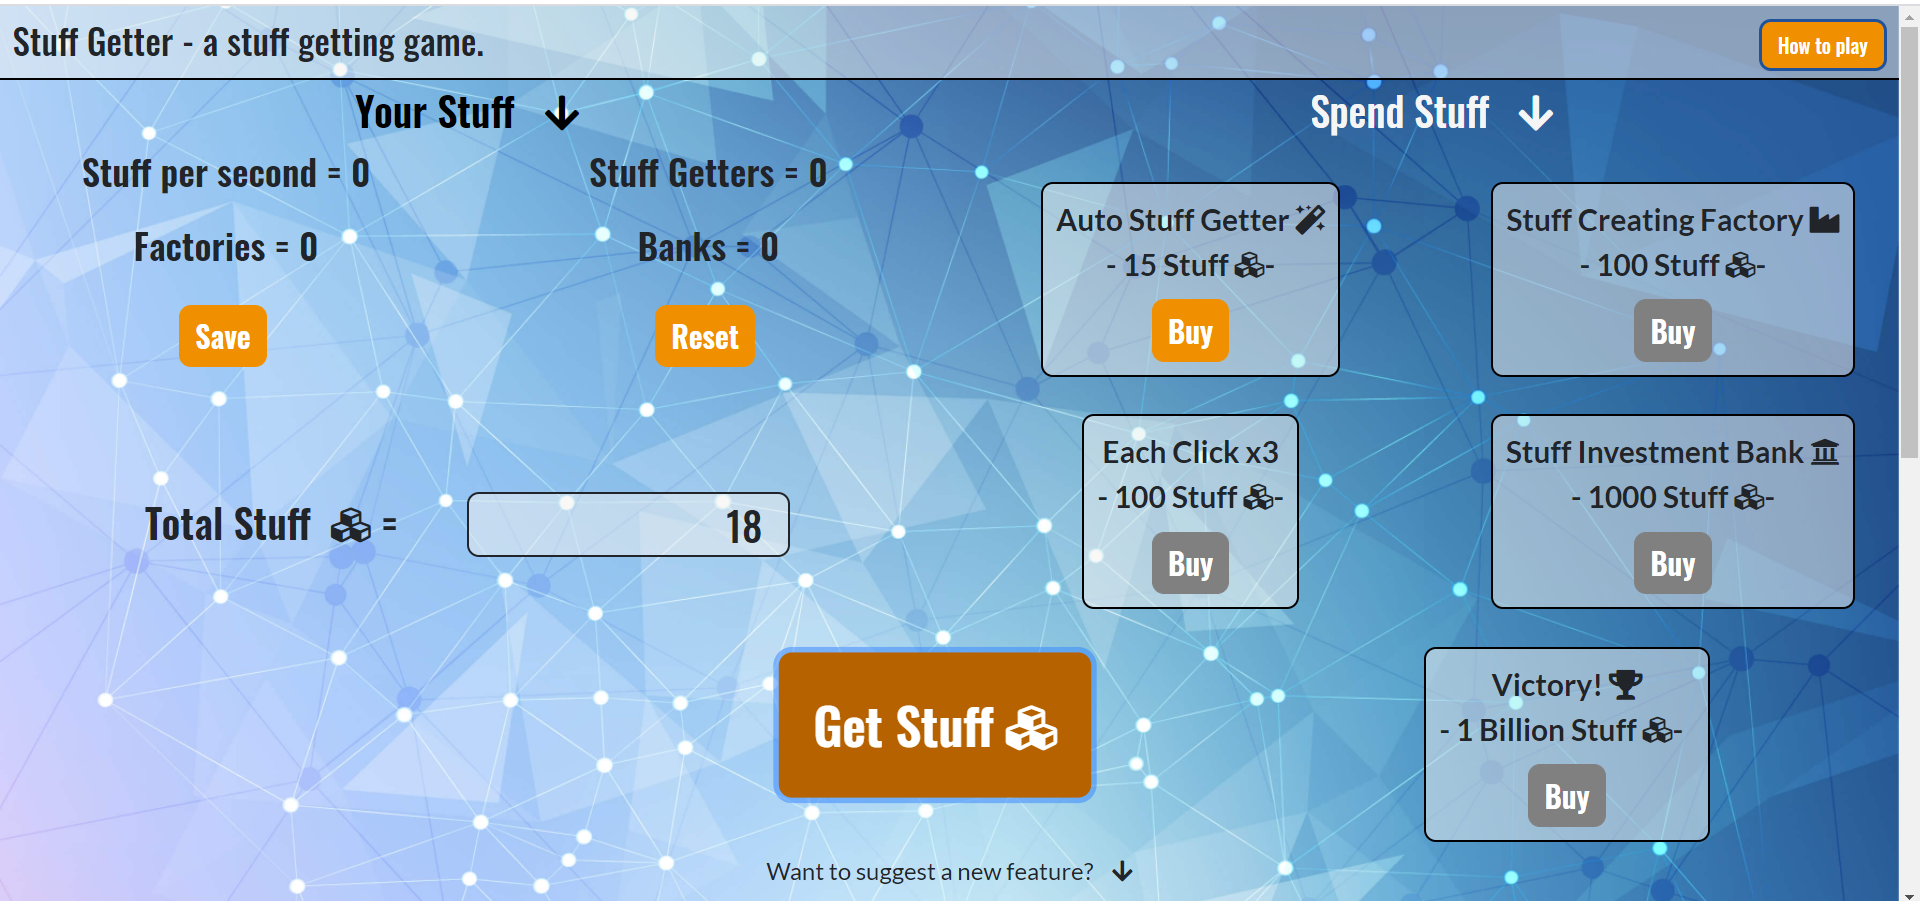 Stuff Getter - a stuff getting game.
How to play
Your Stuff
Stuff per second = 0
Stuff Getters = 0
Factories = 0
Banks = 0
Save
Reset
Total Stuff =
18
Get Stuff
Want to suggest a new feature?
Spend Stuff
Auto Stuff Getter
- 15 Stuff -
Buy
Stuff Creating Factory
- 100 Stuff -
Buy
Each Click x3
- 100 Stuff -
Buy
Stuff Investment Bank
- 1000 Stuff -
Buy
Victory!
- 1 Billion Stuff -
Buy